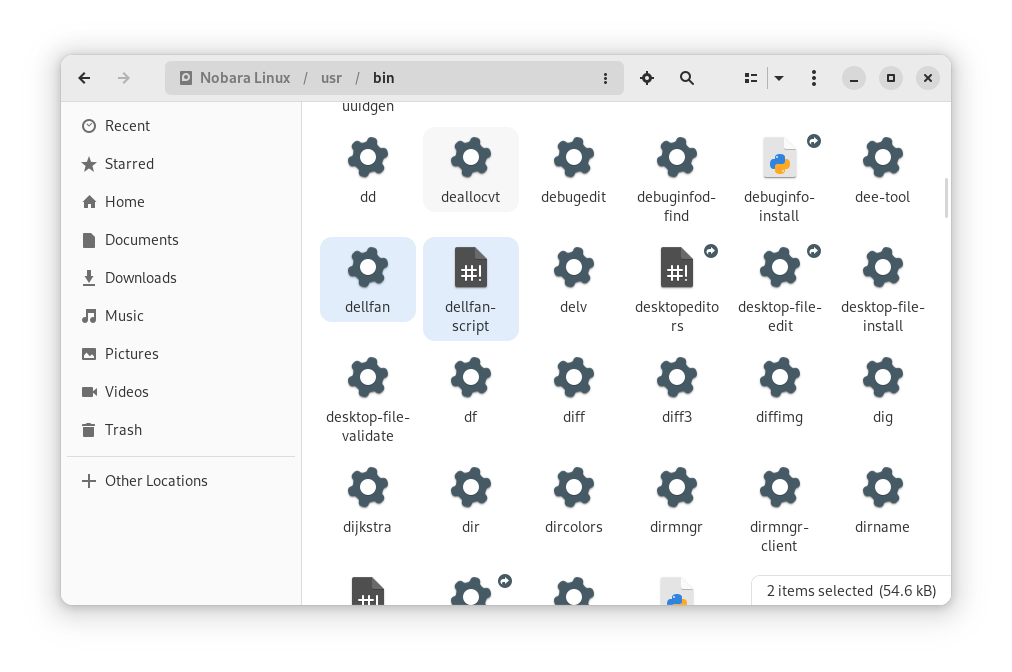 Nobara Linux / usr / bin
Recent
Starred
Home
Documents
Downloads
Music
Pictures
Videos
Trash
Other Locations
uuidgen
dd
deallocvt
debugedit
debuginfod-
find
debuginfo-
install
dee-tool
dellfan
dellfan-
script
delv
desktopedito
rs
desktop-file-
edit
desktop-file-
install
desktop-file-
validate
df
diff
diff3
diffimg
dig
dijkstra
dir
dircolors
dirmngr
dirmngr-
client
dirname
2 items selected (54.6 kB)